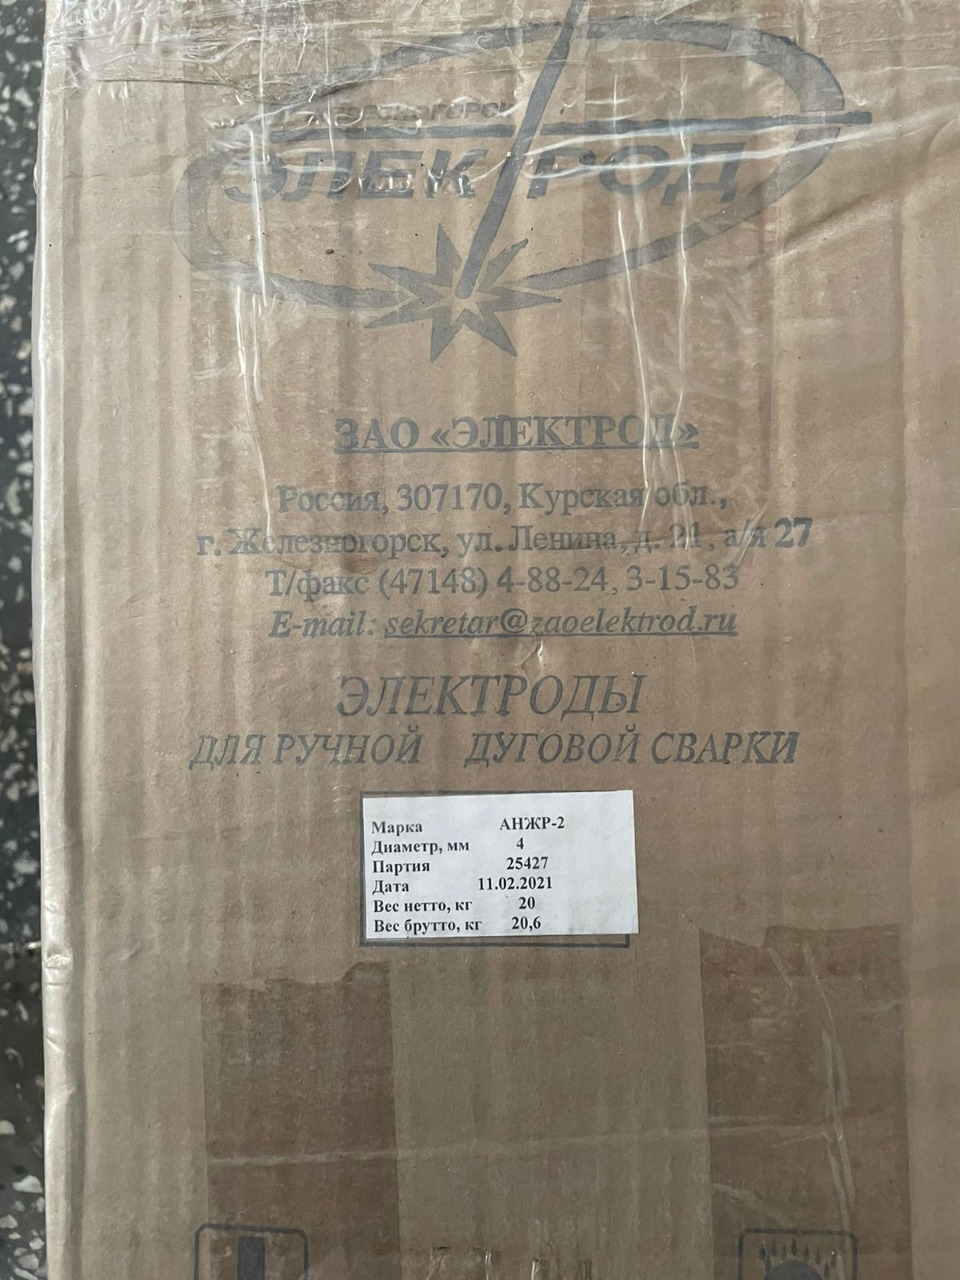 ЖЕЛЕЗНОГОРСК
ЭЛЕКТРОД
ЗАО «ЭЛЕКТРОД»
Россия, 307170, Курская обл.,
г. Железногорск, ул. Ленина, д. 21, а/я 27
Т/факс (47148) 4-88-24, 3-15-83
E-mail: sekretar@zaoelektrod.ru
ЭЛЕКТРОДЫ
ДЛЯ РУЧНОЙ ДУГОВОЙ СВАРКИ
Марка АНЖР-2
Диаметр, мм 4
Партия 25427
Дата 11.02.2021
Вес нетто, кг 20
Вес брутто, кг 20,6